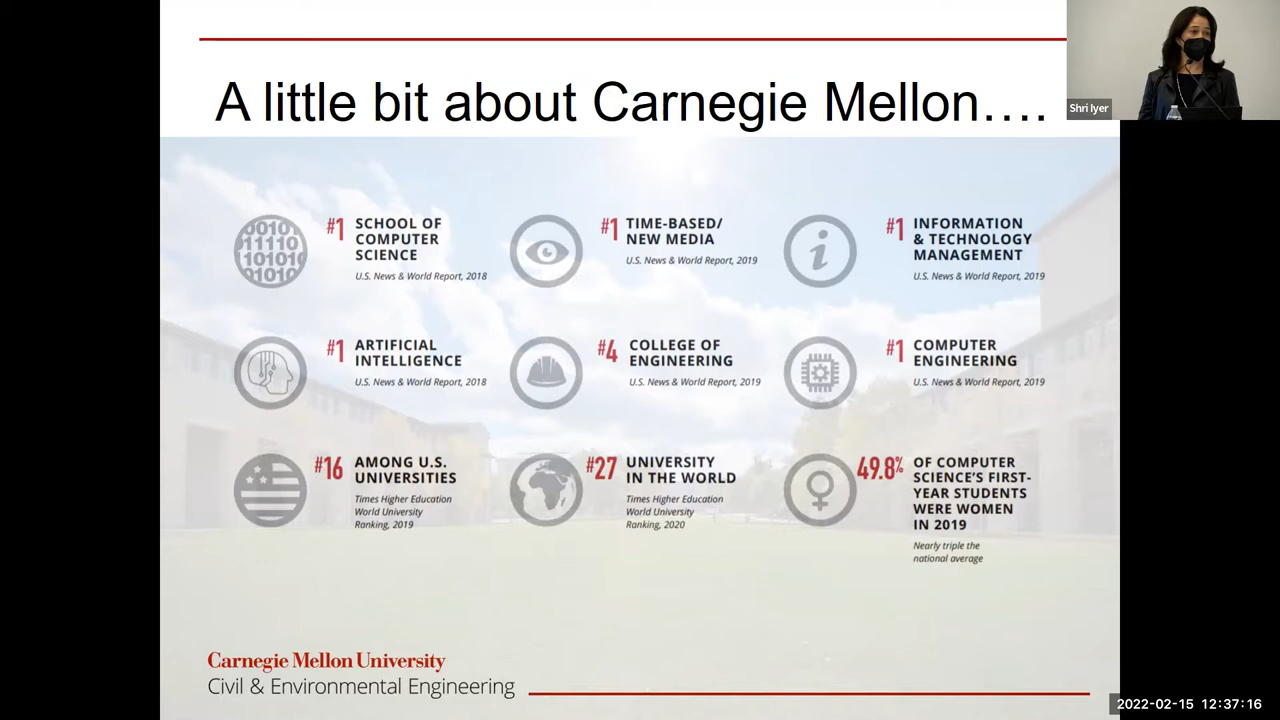 A little bit about Carnegie Mellon….
Shri Iyer
#1 SCHOOL OF
COMPUTER
SCIENCE
U.S. News & World Report, 2018
#1 TIME-BASED/
NEW MEDIA
U.S. News & World Report, 2019
#1 INFORMATION
& TECHNOLOGY
MANAGEMENT
U.S. News & World Report, 2019
#1 ARTIFICIAL
INTELLIGENCE
U.S. News & World Report, 2018
#4 COLLEGE OF
ENGINEERING
U.S. News & World Report, 2019
#1 COMPUTER
ENGINEERING
U.S. News & World Report, 2019
#16 AMONG U.S.
UNIVERSITIES
Times Higher Education
World University
Ranking, 2019
#27 UNIVERSITY
IN THE WORLD
Times Higher Education
World University
Ranking, 2020
49.8% OF COMPUTER
SCIENCE'S FIRST-
YEAR STUDENTS
WERE WOMEN
IN 2019
Nearly triple the
national average
Carnegie Mellon University
Civil & Environmental Engineering
2022-02-15 12:37:16